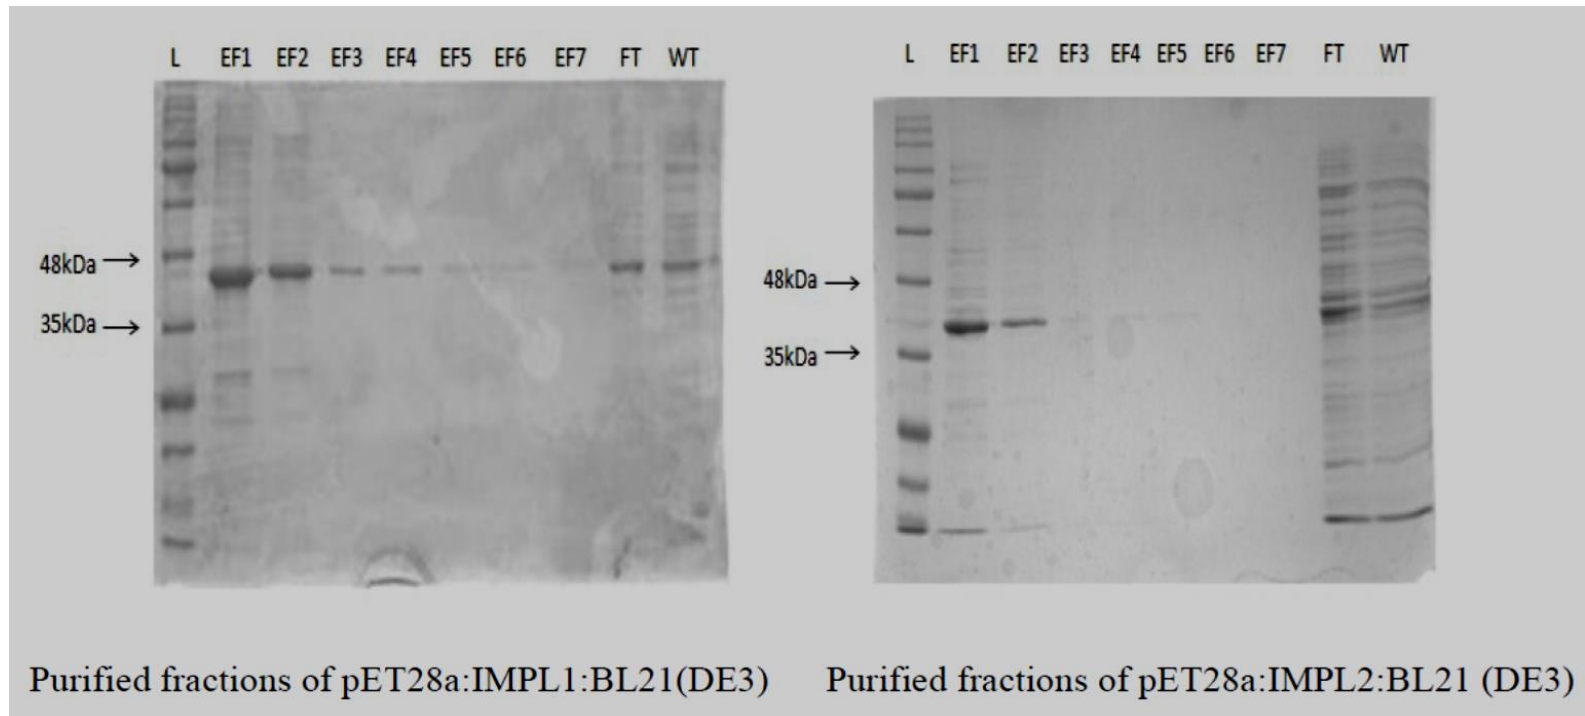 L EF1 EF2 EF3 EF4 EF5 EF6 EF7 FT WT
48kDa
35kDa
Purified fractions of pET28a:IMPL1:BL21(DE3)
L EF1 EF2 EF3 EF4 EF5 EF6 EF7 FT WT
48kDa
35kDa
Purified fractions of pET28a:IMPL2:BL21 (DE3)